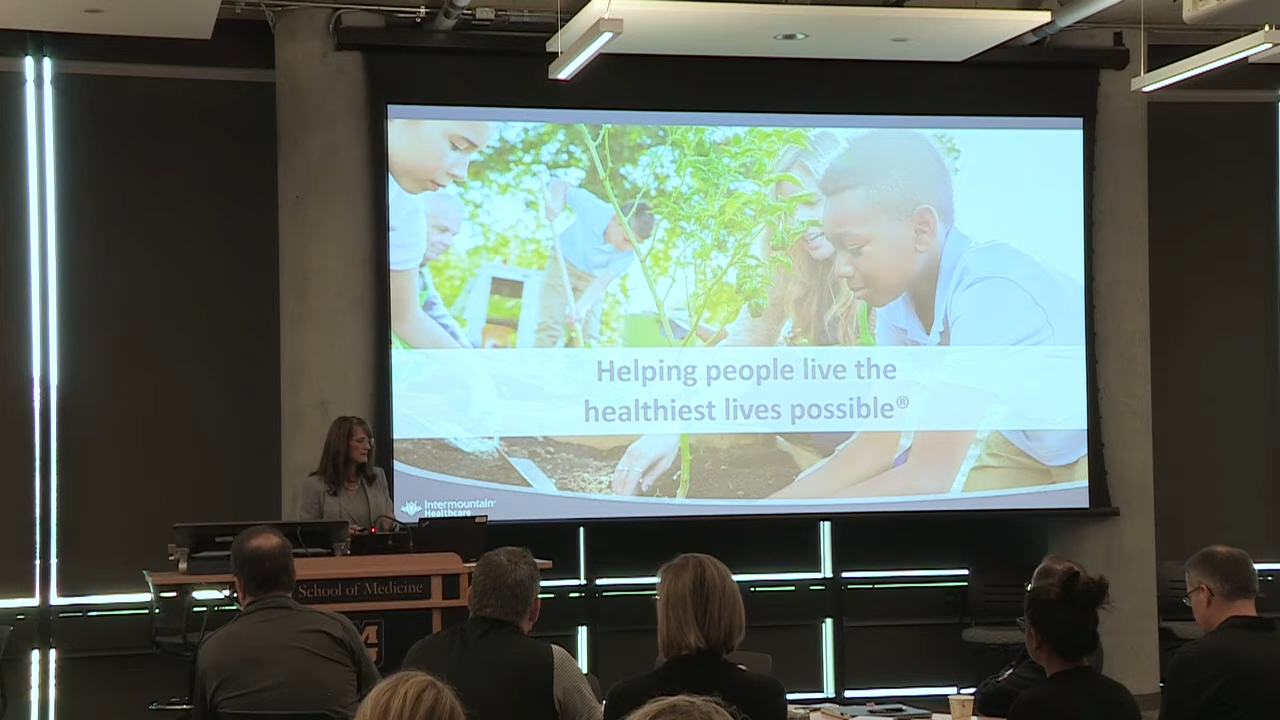 Helping people live the
healthiest lives possible®
Intermountain®
Healthcare
School of Medicine